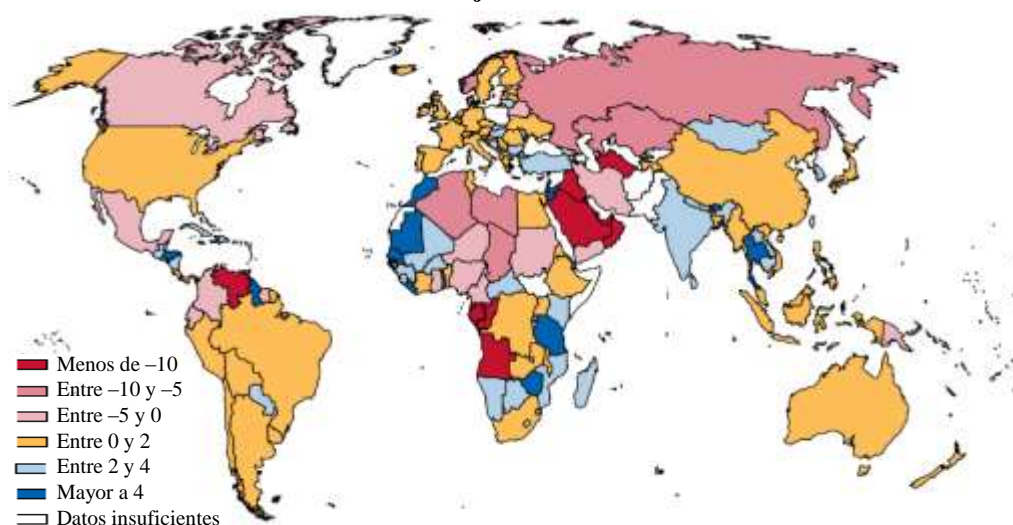 Menos de –10
Entre –10 y –5
Entre –5 y 0
Entre 0 y 2
Entre 2 y 4
Mayor a 4
Datos insuficientes